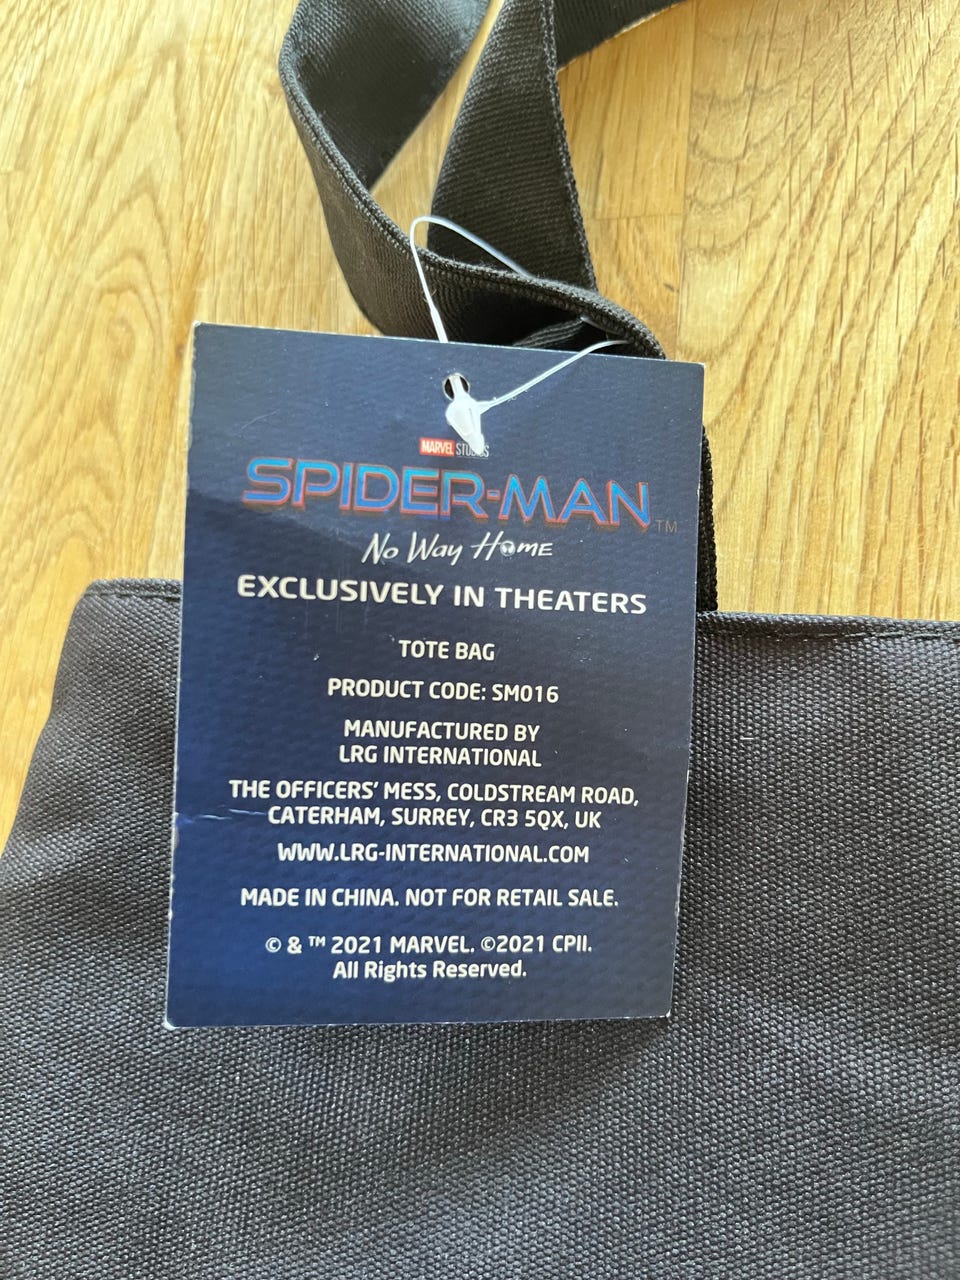 MARVEL STUDIOS
SPIDER-MAN™
No Way Home
EXCLUSIVELY IN THEATERS
TOTE BAG
PRODUCT CODE: SM016
MANUFACTURED BY
LRG INTERNATIONAL
THE OFFICERS' MESS, COLDSTREAM ROAD,
CATERHAM, SURREY, CR3 5QX, UK
WWW.LRG-INTERNATIONAL.COM
MADE IN CHINA. NOT FOR RETAIL SALE.
© & ™ 2021 MARVEL. ©2021 CPII.
All Rights Reserved.